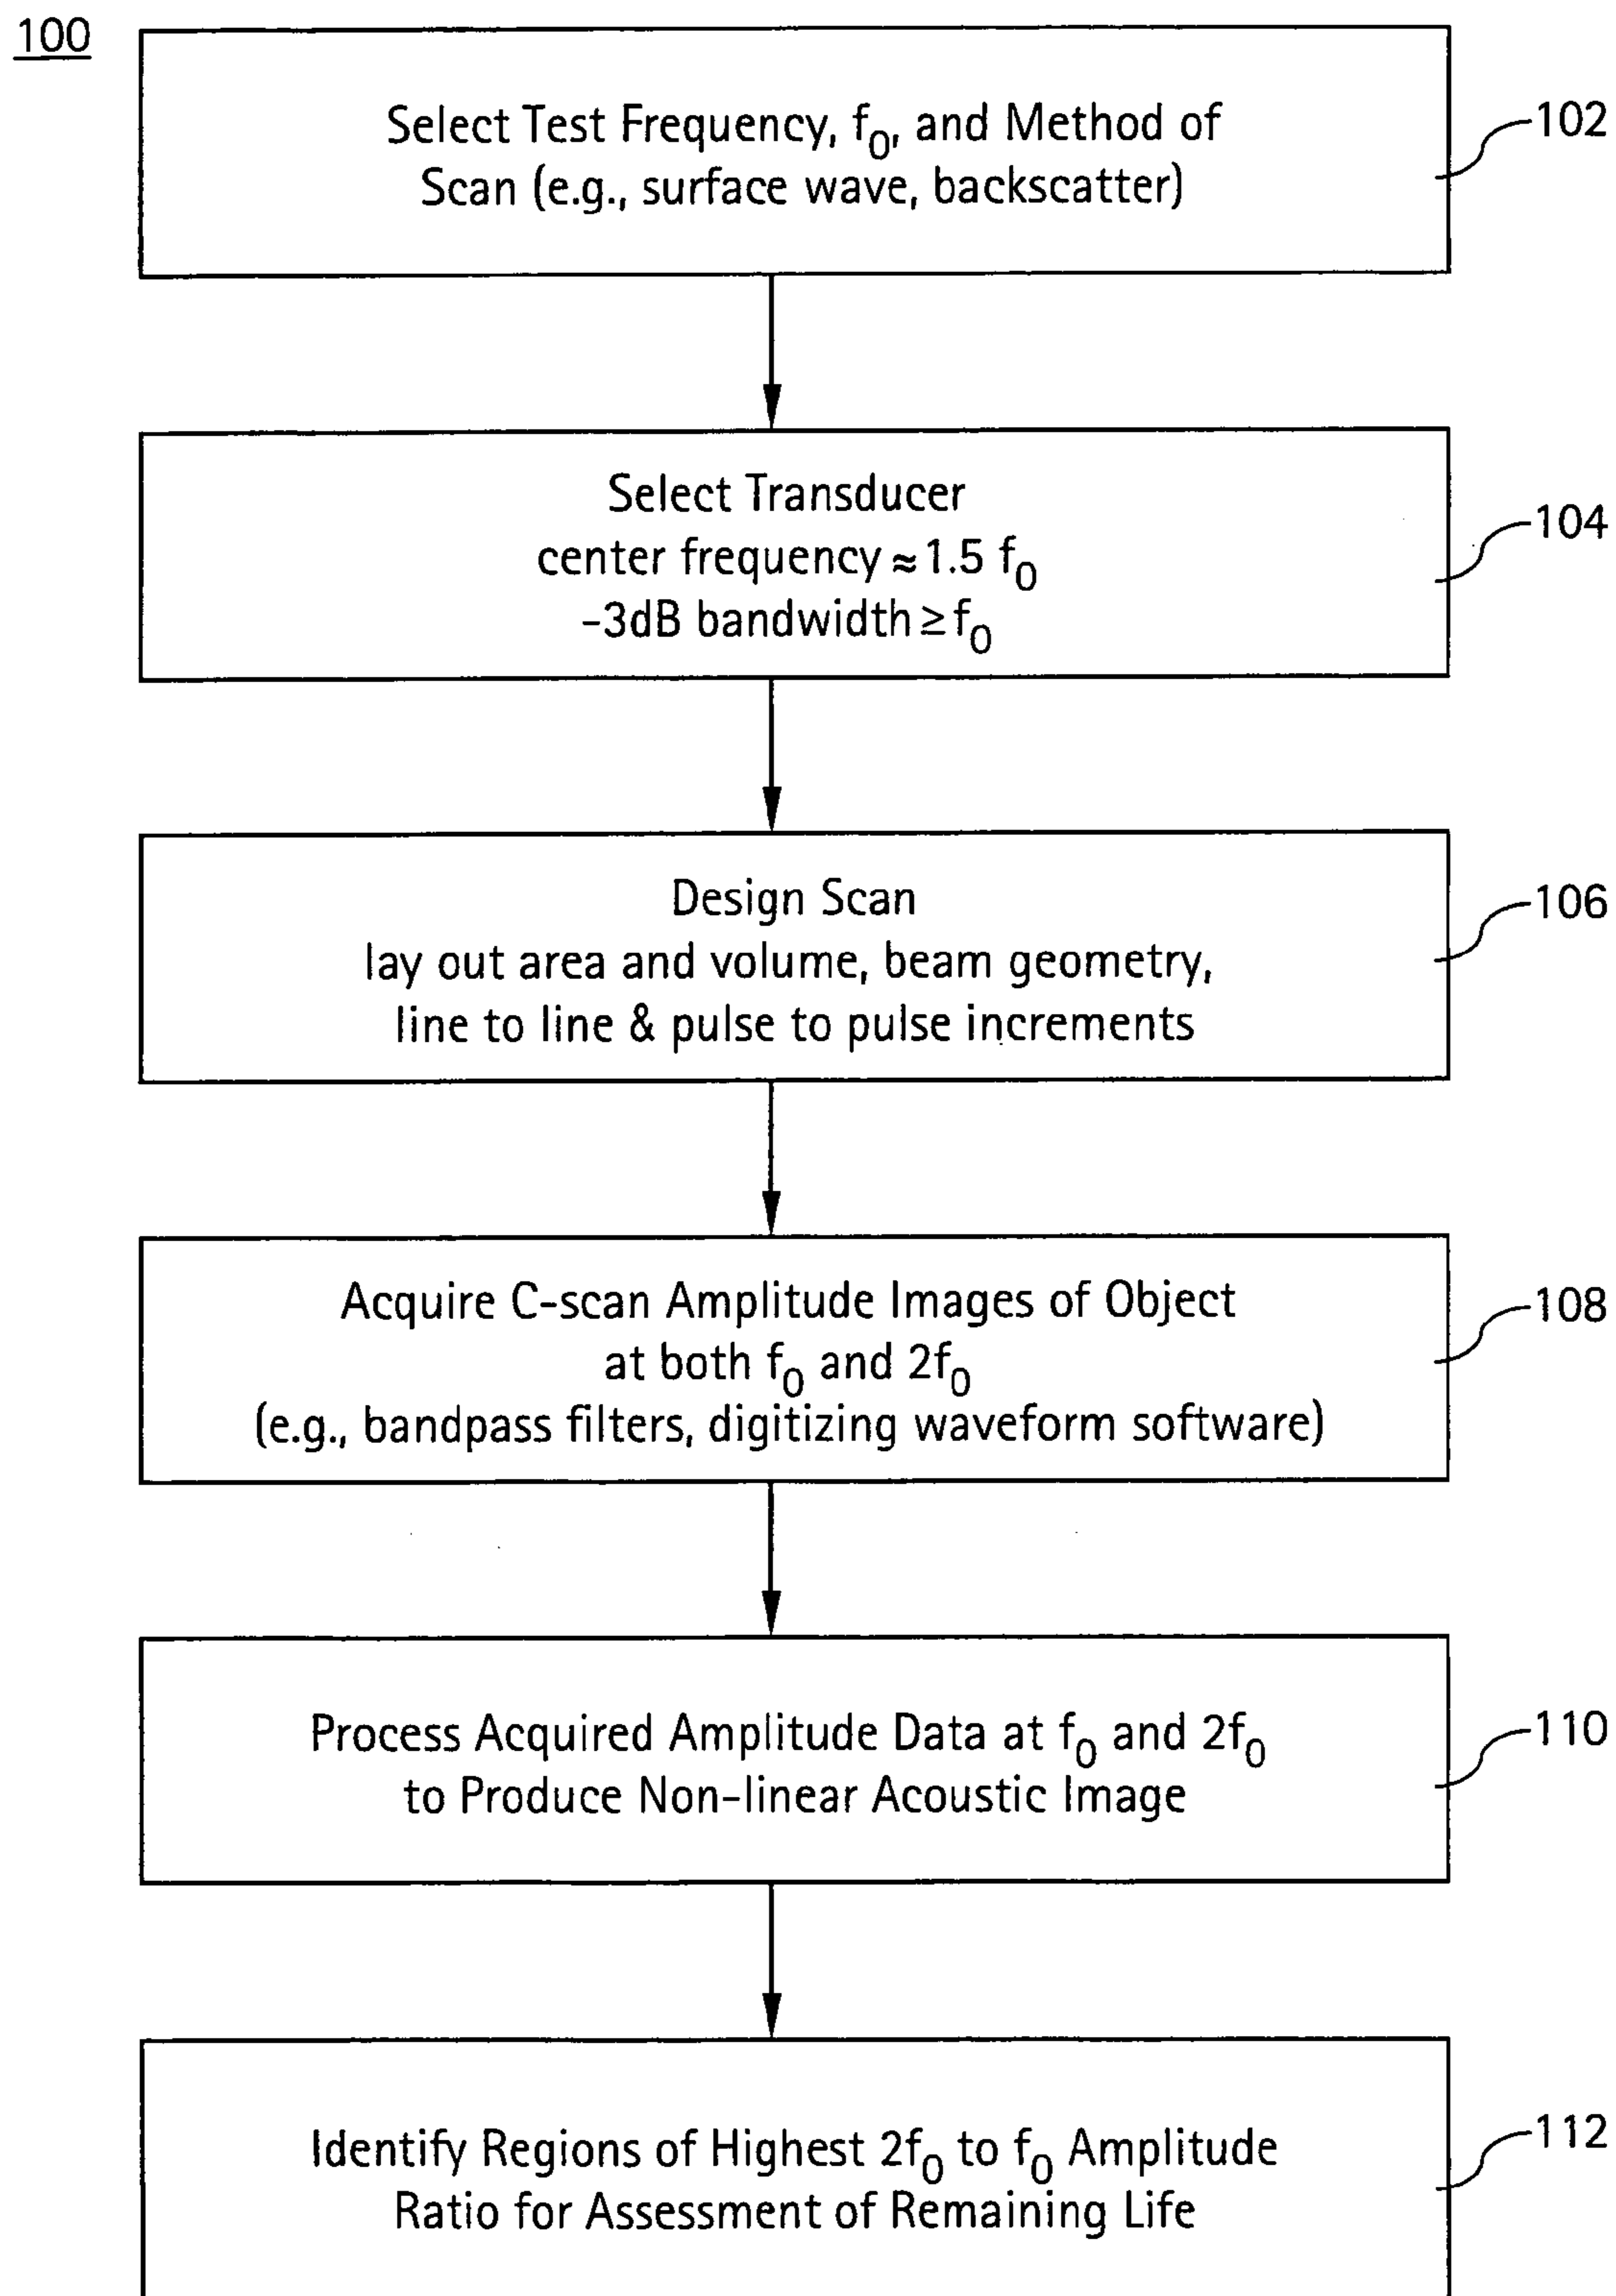 100
Select Test Frequency, f₀, and Method of
Scan (e.g., surface wave, backscatter)
102
Select Transducer
center frequency ≈ 1.5 f₀
-3dB bandwidth ≥ f₀
104
Design Scan
lay out area and volume, beam geometry,
line to line & pulse to pulse increments
106
Acquire C-scan Amplitude Images of Object
at both f₀ and 2f₀
(e.g., bandpass filters, digitizing waveform software)
108
Process Acquired Amplitude Data at f₀ and 2f₀
to Produce Non-linear Acoustic Image
110
Identify Regions of Highest 2f₀ to f₀ Amplitude
Ratio for Assessment of Remaining Life
112